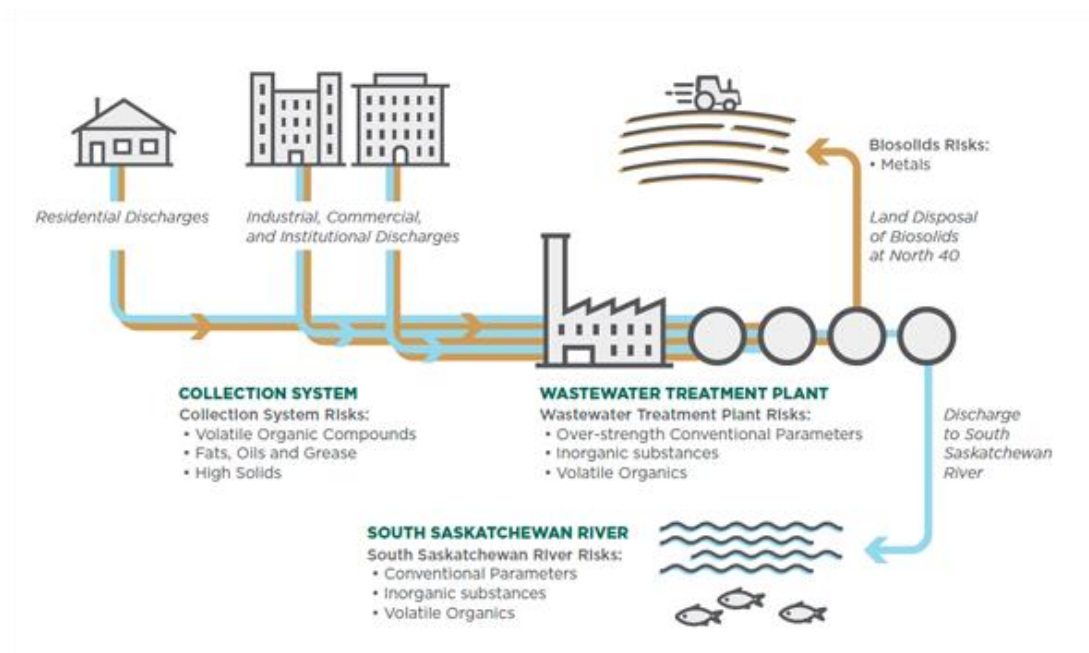 Residential Discharges
Industrial, Commercial,
and Institutional Discharges
Biosolids Risks:
• Metals
Land Disposal
of Biosolids
at North 40
COLLECTION SYSTEM
Collection System Risks:
• Volatile Organic Compounds
• Fats, Oils and Grease
• High Solids
WASTEWATER TREATMENT PLANT
Wastewater Treatment Plant Risks:
• Over-strength Conventional Parameters
• Inorganic substances
• Volatile Organics
Discharge
to South
Saskatchewan
River
SOUTH SASKATCHEWAN RIVER
South Saskatchewan River Risks:
• Conventional Parameters
• Inorganic substances
• Volatile Organics